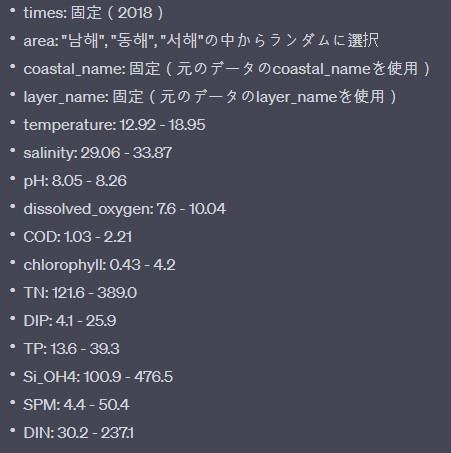 • times: 固定 ( 2018 )
• area: "남해", "동해", "서해"の中からランダムに選択
• coastal_name: 固定 ( 元のデータのcoastal_nameを使用 )
• layer_name: 固定 ( 元のデータのlayer_nameを使用 )
• temperature: 12.92 - 18.95
• salinity: 29.06 - 33.87
• pH: 8.05 - 8.26
• dissolved_oxygen: 7.6 - 10.04
• COD: 1.03 - 2.21
• chlorophyll: 0.43 - 4.2
• TN: 121.6 - 389.0
• DIP: 4.1 - 25.9
• TP: 13.6 - 39.3
• Si_OH4: 100.9 - 476.5
• SPM: 4.4 - 50.4
• DIN: 30.2 - 237.1